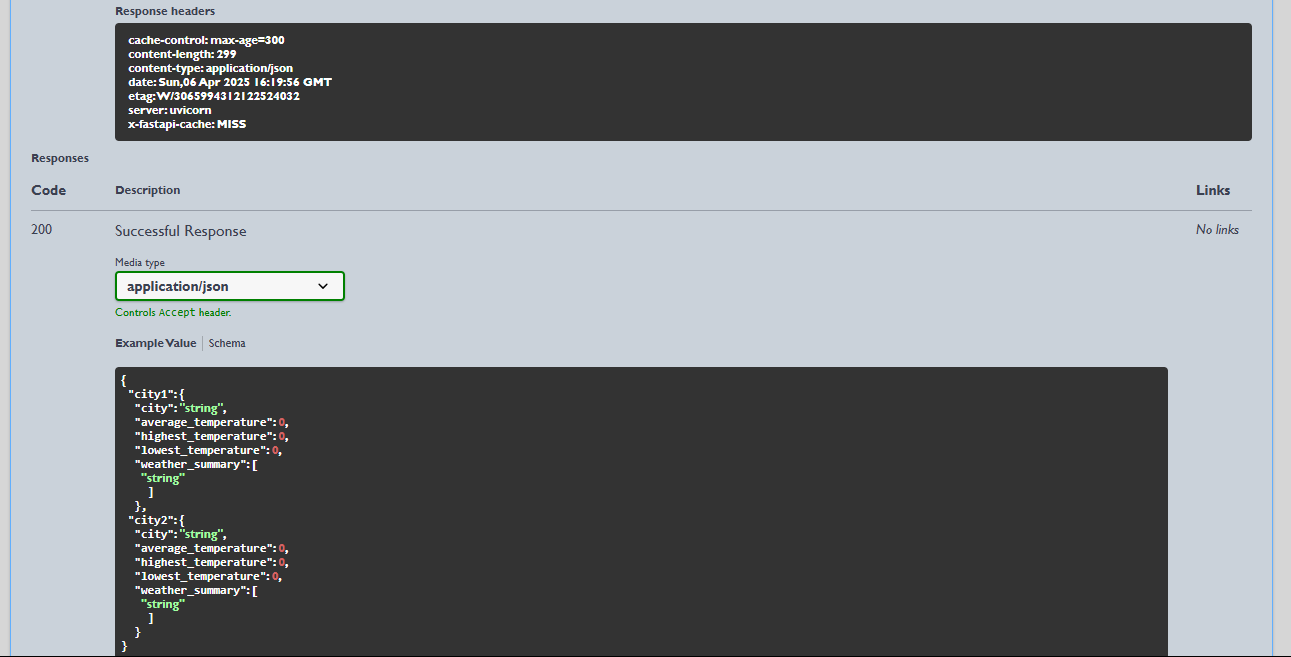 Response headers
cache-control: max-age=300
content-length: 299
content-type: application/json
date: Sun,06 Apr 2025 16:19:56 GMT
etag:W/3065994312122524032
server: uvicorn
x-fastapi-cache: MISS
Responses
Code Description Links
200 Successful Response No links
Media type
application/json
Controls Accept header.
Example Value | Schema
{
"city1":{
"city":"string",
"average_temperature":0,
"highest_temperature":0,
"lowest_temperature":0,
"weather_summary":[
"string"
]
},
"city2":{
"city":"string",
"average_temperature":0,
"highest_temperature":0,
"lowest_temperature":0,
"weather_summary":[
"string"
]
}
}